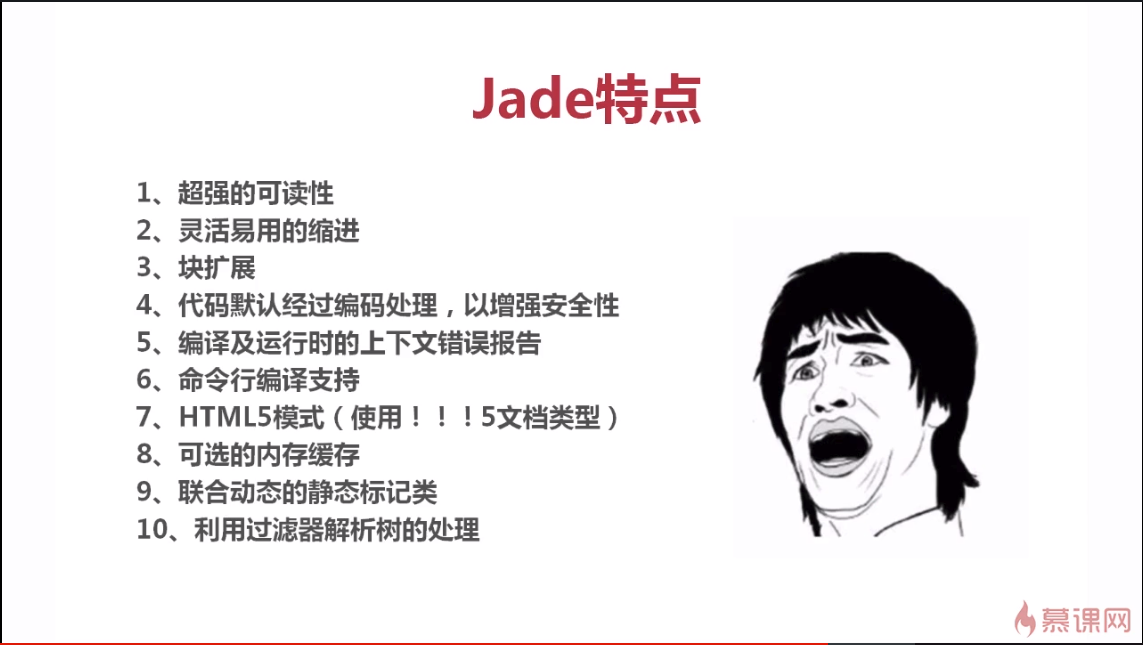 Jade特点
1、超强的可读性
2、灵活易用的缩进
3、块扩展
4、代码默认经过编码处理，以增强安全性
5、编译及运行时的上下文错误报告
6、命令行编译支持
7、HTML5模式（使用！！！5文档类型）
8、可选的内存缓存
9、联合动态的静态标记类
10、利用过滤器解析树的处理
慕课网